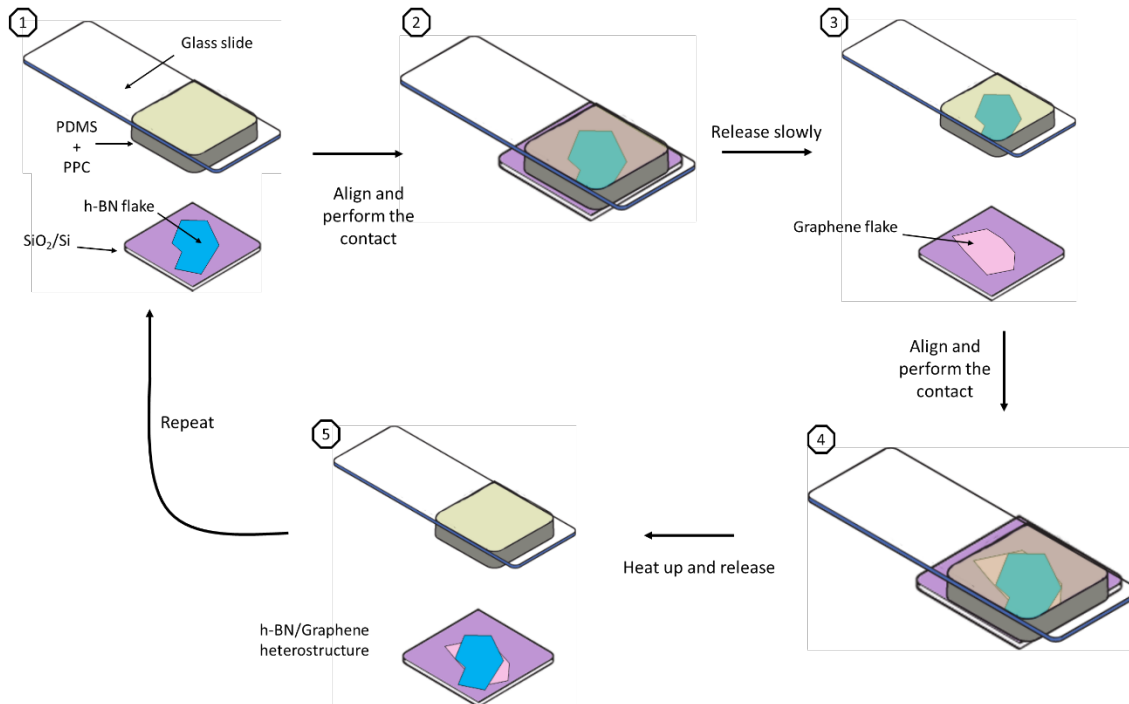 1
Glass slide
PDMS
+
PPC
h-BN flake
SiO₂/Si
Align and
perform the
contact
2
Release slowly
3
Graphene flake
Align and
perform the
contact
4
Heat up and release
5
h-BN/Graphene
heterostructure
Repeat